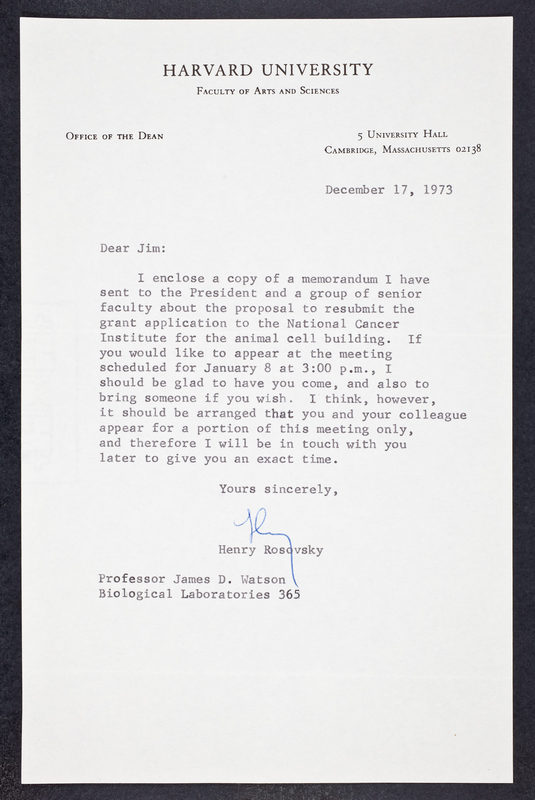 HARVARD UNIVERSITY
FACULTY OF ARTS AND SCIENCES
OFFICE OF THE DEAN
5 UNIVERSITY HALL
CAMBRIDGE, MASSACHUSETTS 02138
December 17, 1973
Dear Jim:
I enclose a copy of a memorandum I have
sent to the President and a group of senior
faculty about the proposal to resubmit the
grant application to the National Cancer
Institute for the animal cell building. If
you would like to appear at the meeting
scheduled for January 8 at 3:00 p.m., I
should be glad to have you come, and also to
bring someone if you wish. I think, however,
it should be arranged that you and your colleague
appear for a portion of this meeting only,
and therefore I will be in touch with you
later to give you an exact time.
Yours sincerely,
Henry
Henry Rosovsky
Professor James D. Watson
Biological Laboratories 365